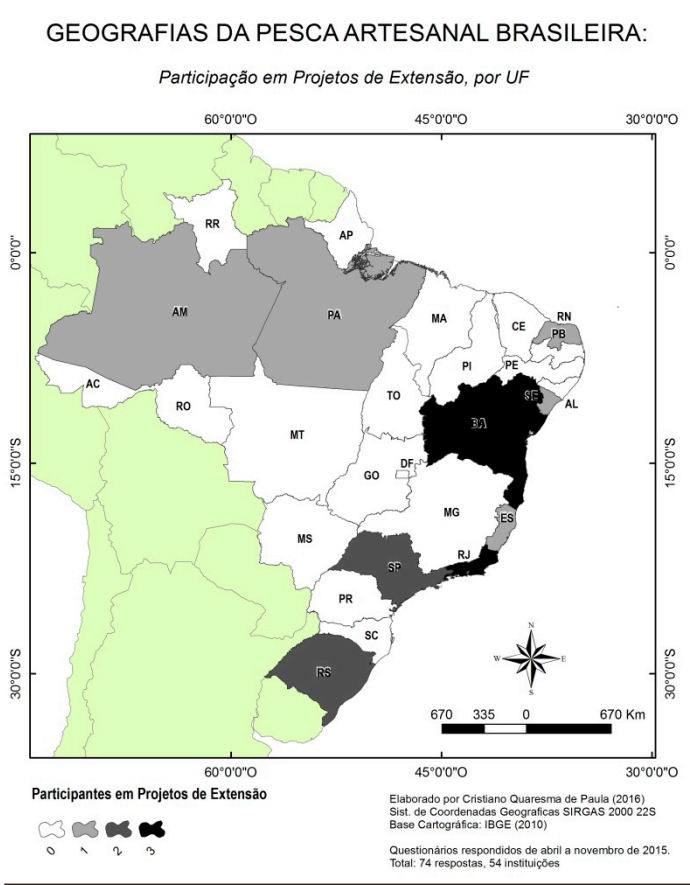 GEOGRAFIAS DA PESCA ARTESANAL BRASILEIRA:
Participação em Projetos de Extensão, por UF
60°0'0"O 45°0'0"O 30°0'0"O
0°0'0" 0°0'0"
15°0'0"S 15°0'0"S
30°0'0"S 30°0'0"S
RR
AP
AM
PA
MA
CE
RN
PB
PI
PE
AC
TO
SE
AL
RO
BA
MT
DF
GO
MG
ES
MS
RJ
SP
PR
SC
RS
N
W E
S
670 335 0 670 Km
60°0'0"O 45°0'0"O 30°0'0"O
Participantes em Projetos de Extensão
0 1 2 3
Elaborado por Cristiano Quaresma de Paula (2016)
Sist. de Coordenadas Geograficas SIRGAS 2000 22S
Base Cartográfica: IBGE (2010)
Questionários respondidos de abril a novembro de 2015.
Total: 74 respostas, 54 instituições